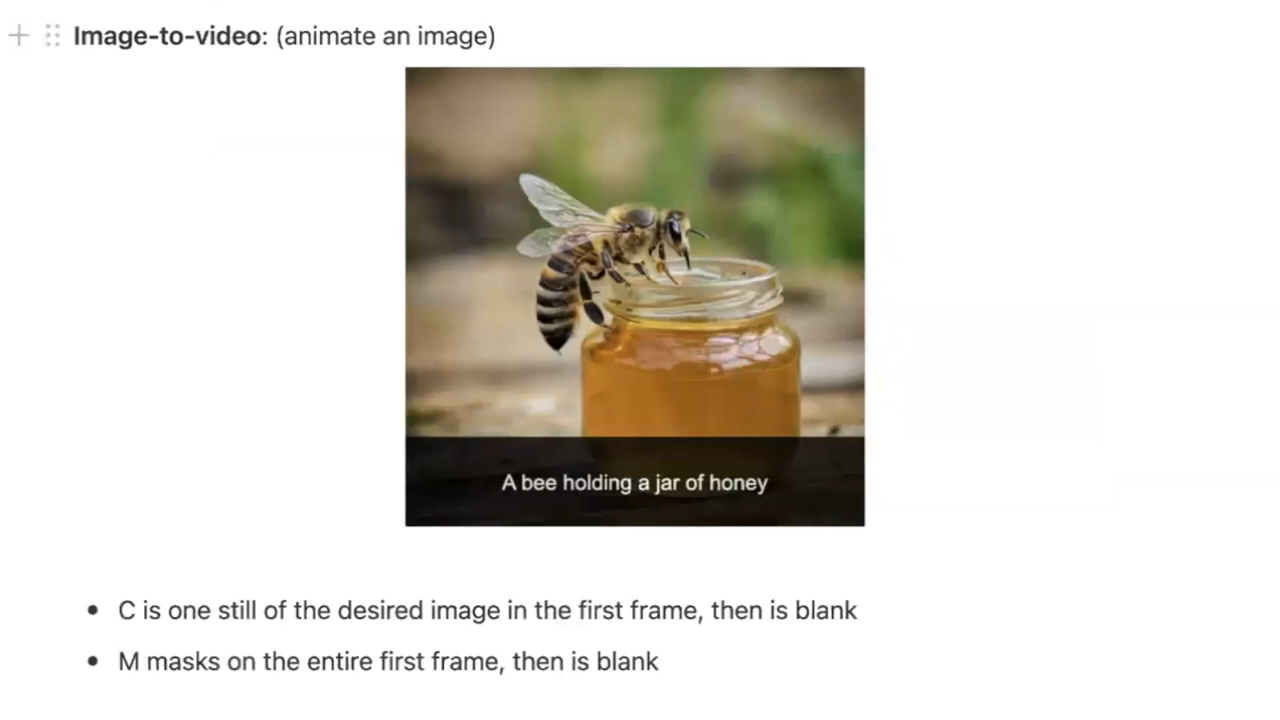 Image-to-video: (animate an image)
A bee holding a jar of honey
C is one still of the desired image in the first frame, then is blank
M masks on the entire first frame, then is blank